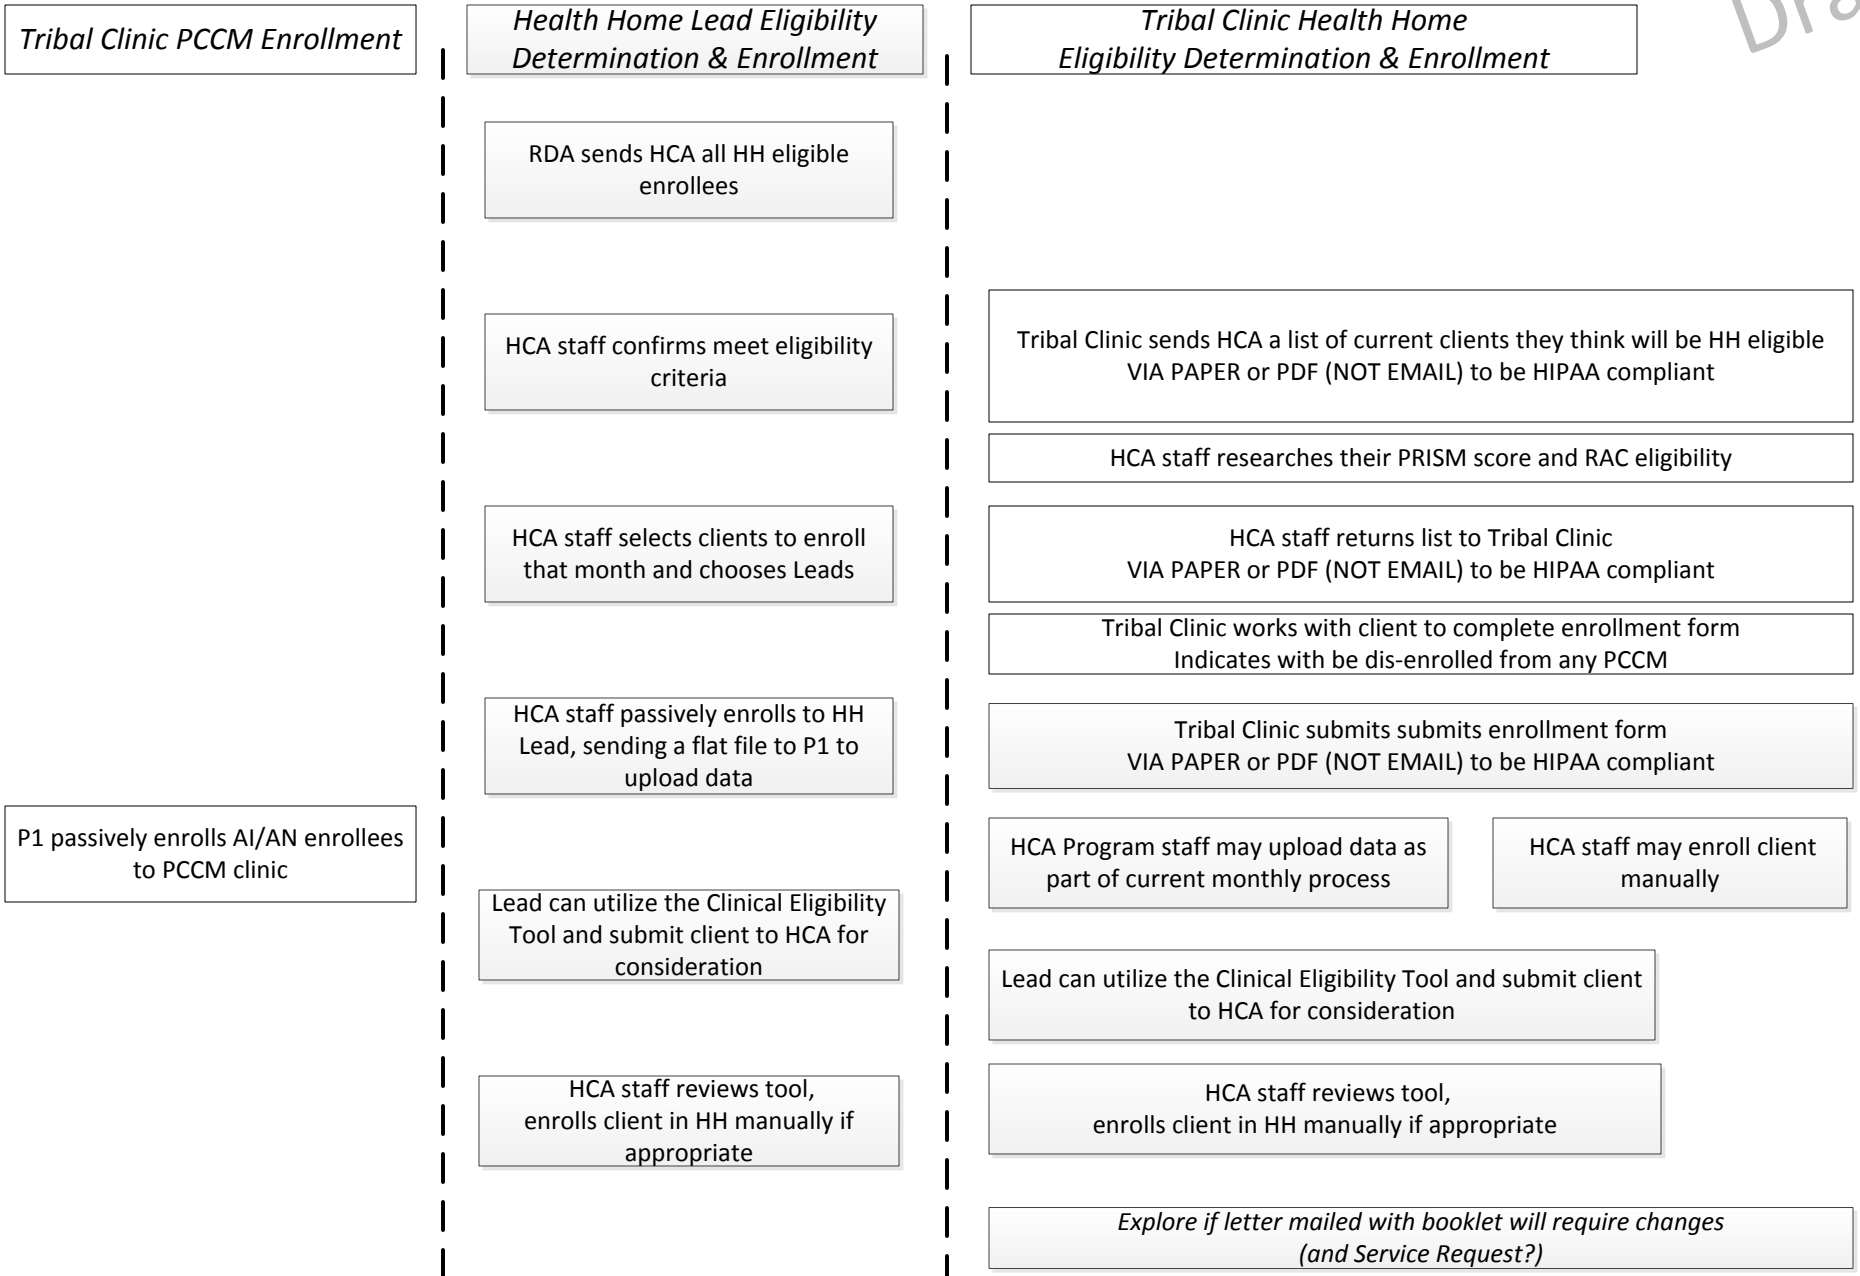 Tribal Clinic PCCM Enrollment
Health Home Lead Eligibility
Determination & Enrollment
Tribal Clinic Health Home
Eligibility Determination & Enrollment
RDA sends HCA all HH eligible
enrollees
HCA staff confirms meet eligibility
criteria
HCA staff selects clients to enroll
that month and chooses Leads
HCA staff passively enrolls to HH
Lead, sending a flat file to P1 to
upload data
P1 passively enrolls AI/AN enrollees
to PCCM clinic
Lead can utilize the Clinical Eligibility
Tool and submit client to HCA for
consideration
HCA staff reviews tool,
enrolls client in HH manually if
appropriate
Tribal Clinic sends HCA a list of current clients they think will be HH eligible
VIA PAPER or PDF (NOT EMAIL) to be HIPAA compliant
HCA staff researches their PRISM score and RAC eligibility
HCA staff returns list to Tribal Clinic
VIA PAPER or PDF (NOT EMAIL) to be HIPAA compliant
Tribal Clinic works with client to complete enrollment form
Indicates with be dis-enrolled from any PCCM
Tribal Clinic submits submits enrollment form
VIA PAPER or PDF (NOT EMAIL) to be HIPAA compliant
HCA Program staff may upload data as
part of current monthly process
HCA staff may enroll client
manually
Lead can utilize the Clinical Eligibility Tool and submit client
to HCA for consideration
HCA staff reviews tool,
enrolls client in HH manually if appropriate
Explore if letter mailed with booklet will require changes
(and Service Request?)